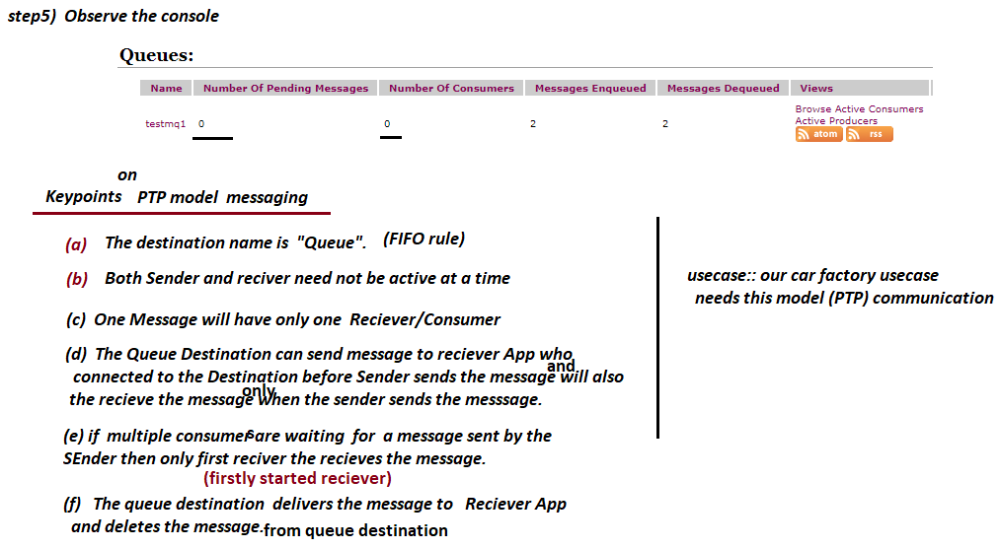 step5) Observe the console
Queues:
Name Number Of Pending Messages Number Of Consumers Messages Enqueued Messages Dequeued Views
testmq1 0 0 2 2 Browse Active Consumers
Active Producers
atom rss
on
Keypoints PTP model messaging
(a) The destination name is "Queue". (FIFO rule)
(b) Both Sender and reciver need not be active at a time
(c) One Message will have only one Reciever/Consumer
(d) The Queue Destination can send message to reciever App who
and
connected to the Destination before Sender sends the message will also
only
the recieve the message when the sender sends the messsage.
(e) if multiple consumers are waiting for a message sent by the
SEnder then only first reciver the recieves the message.
(firstly started reciever)
(f) The queue destination delivers the message to Reciever App
and deletes the message.from queue destination
usecase:: our car factory usecase
needs this model (PTP) communication